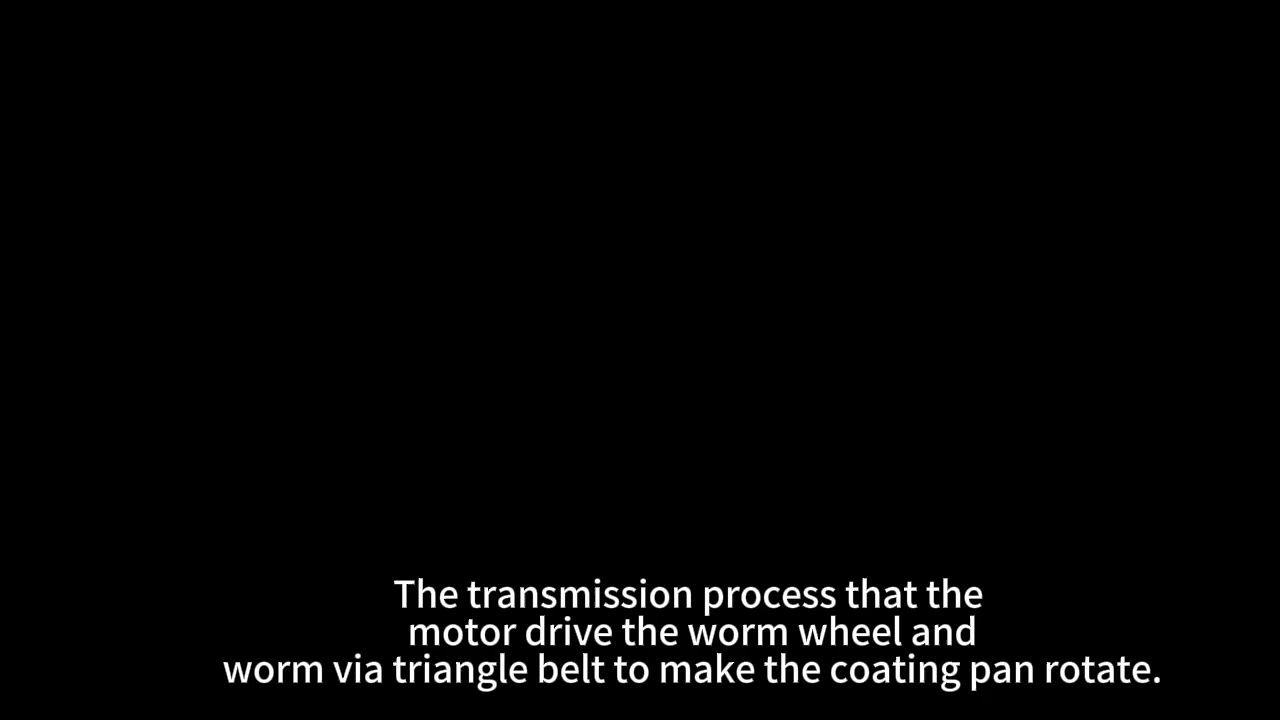 The transmission process that the
motor drive the worm wheel and
worm via triangle belt to make the coating pan rotate.